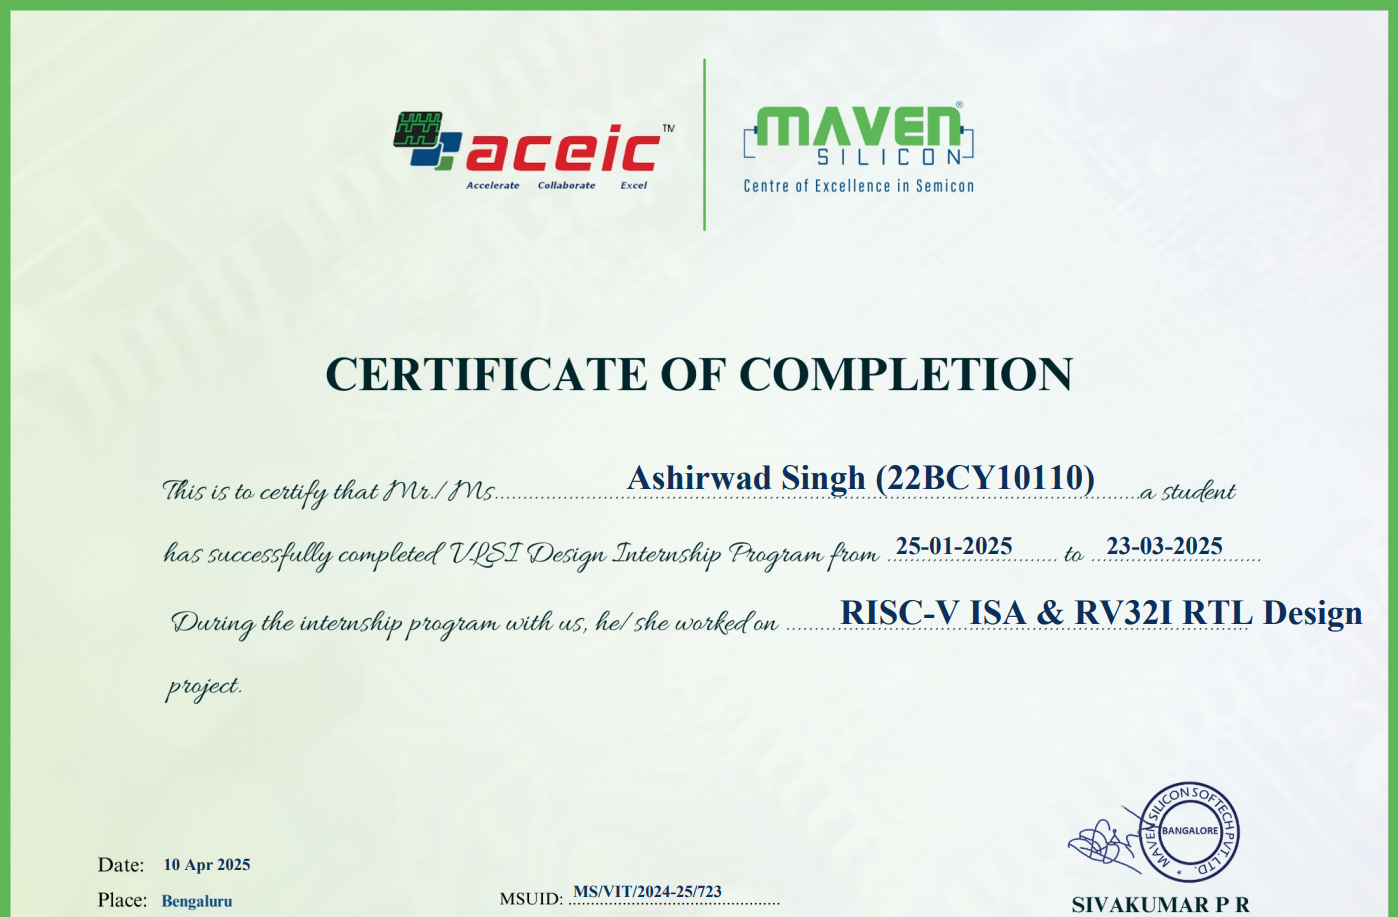 aceic TM
Accelerate Collaborate Excel
MAVEN®
SILICON
Centre of Excellence in Semicon
CERTIFICATE OF COMPLETION
This is to certify that Mr./Ms. Ashirwad Singh (22BCY10110) a student
has successfully completed VLSI Design Internship Program from 25-01-2025 to 23-03-2025
During the internship program with us, he/she worked on RISC-V ISA & RV32I RTL Design
project.
MAVEN SILICON SOFTECH PVT. LTD. *
BANGALORE
Date: 10 Apr 2025
Place: Bengaluru
MSUID: MS/VIT/2024-25/723
SIVAKUMAR P R